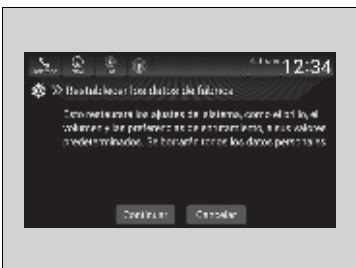 12:34
Restablecer los datos de fábrica
Esto restaurará los ajustes de sistema, como el brillo, el
volumen y las preferencias de enrutamiento, a sus valores
predeterminados. Se borrarán todos los datos personales
Continuar Cancelar